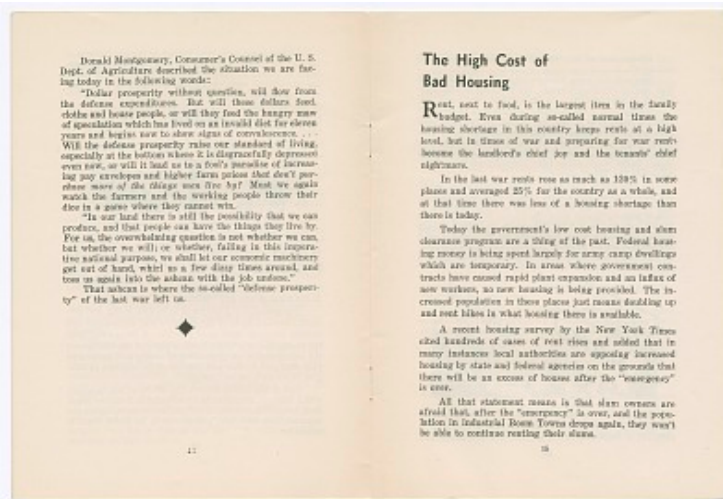 Donald Montgomery, Consumer's Counsel of the U. S.
Dept. of Agriculture described the situation we are fac-
ing today in the following words:
"Dollar prosperity without question, will flow from
the defense expenditures. But will those dollars feed,
clothe and house people, or will they feed the hungry maw
of speculation which has lived on an invalid diet for eleven
years and begins now to show signs of convalescence. . . .
Will the defense prosperity raise our standard of living,
especially at the bottom where it is disgracefully depressed
even now, or will it lead us to a fool's paradise of increas-
ing pay envelopes and higher farm prices that don't pur-
chase more of the things men live by? Must we again
watch the farmers and the working people throw their
dice in a game where they cannot win.
"In our land there is still the possibility that we can
produce, and that people can have the things they live by.
For us, the overwhelming question is not whether we can,
but whether we will; or whether, failing in this impera-
tive national purpose, we shall let our economic machinery
get out of hand, whirl us a few dizzy times around, and
toss us again into the ashcan with the job undone."
That ashcan is where the so-called "defense prosperi-
ty" of the last war left us.
The High Cost of
Bad Housing
Rent, next to food, is the largest item in the family
budget. Even during so-called normal times the
housing shortage in this country keeps rents at a high
level, but in times of war and preparing for war rents
become the landlord's chief joy and the tenants' chief
nightmare.
In the last war rents rose as much as 139% in some
places and averaged 25% for the country as a whole, and
at that time there was less of a housing shortage than
there is today.
Today the government's low cost housing and slum
clearance program are a thing of the past. Federal hous-
ing money is being spent largely for army camp dwellings
which are temporary. In areas where government con-
tracts have caused rapid plant expansion and an influx of
new workers, no new housing is being provided. The in-
creased population in these places just means doubling up
and rent hikes in what housing there is available.
A recent housing survey by the New York Times
cited hundreds of cases of rent rises and added that in
many instances local authorities are opposing increased
housing by state and federal agencies on the grounds that
there will be an excess of houses after the "emergency"
is over.
All that statement means is that slum owners are
afraid that, after the "emergency" is over, and the popu-
lation in industrial Boom Towns drops again, they won't
be able to continue renting their slums.